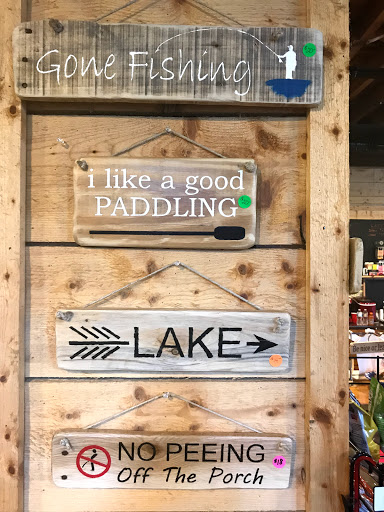 Gone Fishing
i like a good
PADDLING
LAKE
NO PEEING
Off The Porch